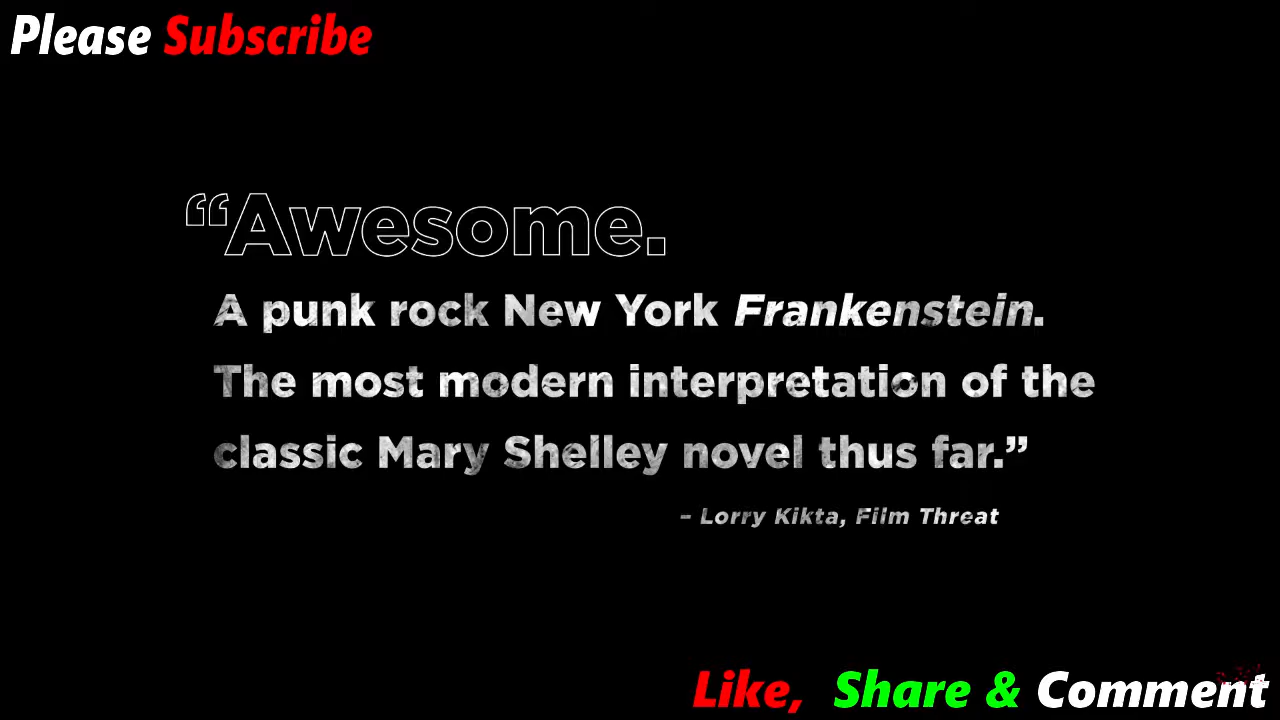 Please Subscribe
“Awesome.
A punk rock New York Frankenstein.
The most modern interpretation of the
classic Mary Shelley novel thus far.”
– Lorry Kikta, Film Threat
Like, Share & Comment